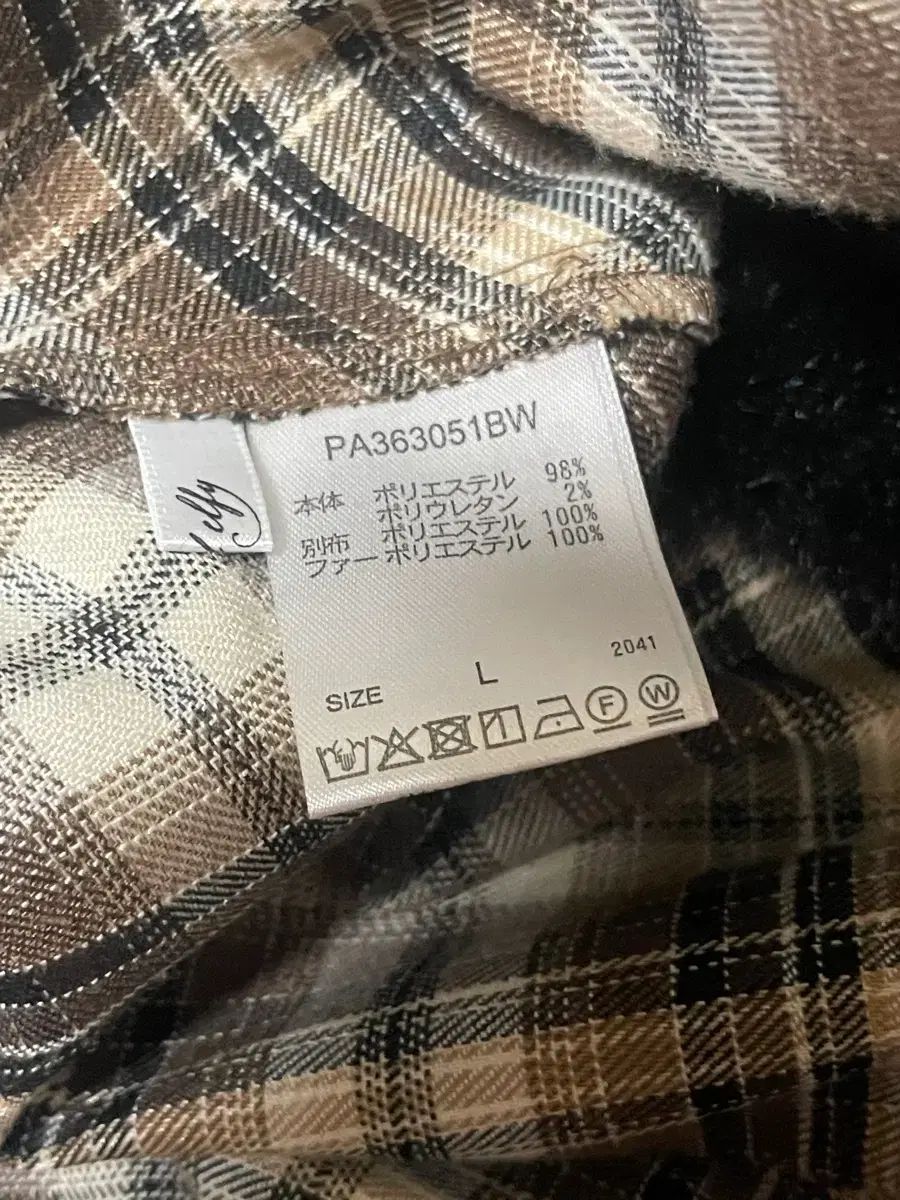 PA363051BW
本体 ポリエステル 98%
ポリウレタン 2%
別布 ポリエステル 100%
ファー ポリエステル 100%
2041
SIZE L
F W